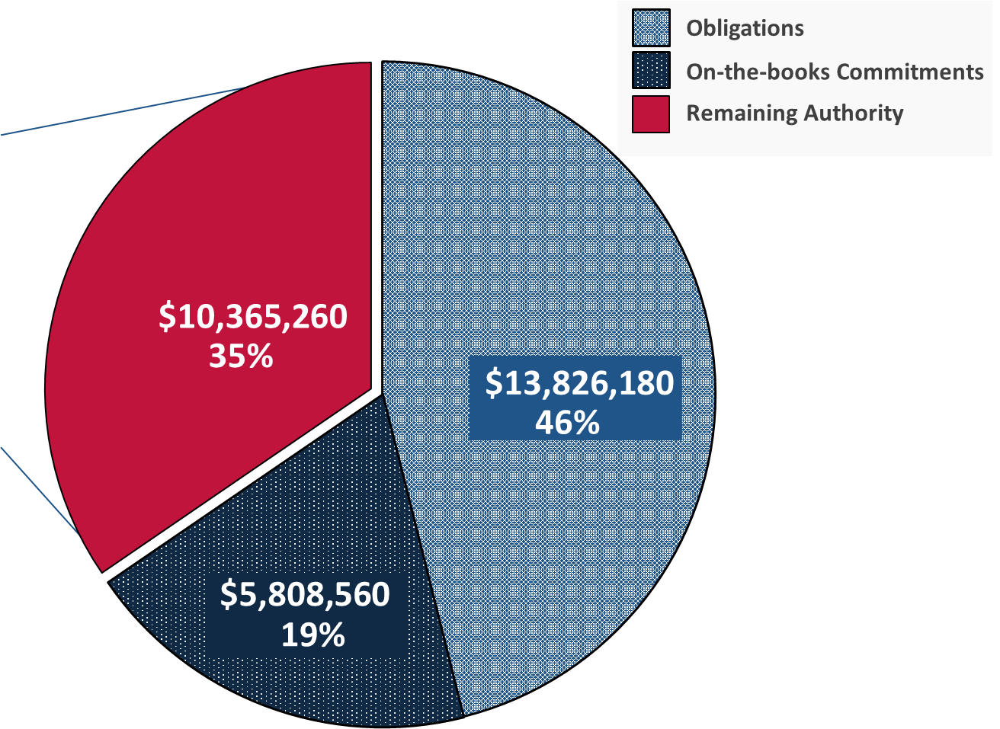 Obligations
On-the-books Commitments
Remaining Authority
$10,365,260
35%
$13,826,180
46%
$5,808,560
19%